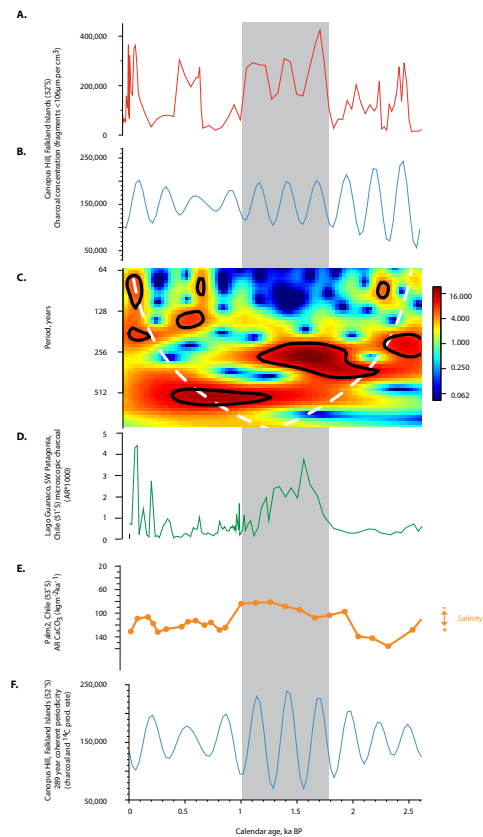 A.
400,000
200,000
0
Canopus Hill, Falkland Islands (52°S)
Charcoal concentration (fragments <106µm per cm³)
B.
250,000
150,000
50,000
C.
64
128
256
512
Period, years
16.000
4.000
1.000
0.250
0.062
D.
5
4
3
2
1
0
Lago Guanaco, SW Patagonia,
Chile (51°S) microscopic charcoal
(AR*1000)
E.
20
60
100
140
Palm2, Chile (53°S)
AR CaCO₃ (kgm⁻²ka⁻¹)
−
Salinity
+
F.
250,000
150,000
50,000
Canopus Hill, Falkland Islands (52°S)
289 year coherent periodicity
(charcoal and ¹⁴C prod. rate)
0
0.5
1
1.5
2
2.5
Calendar age, ka BP